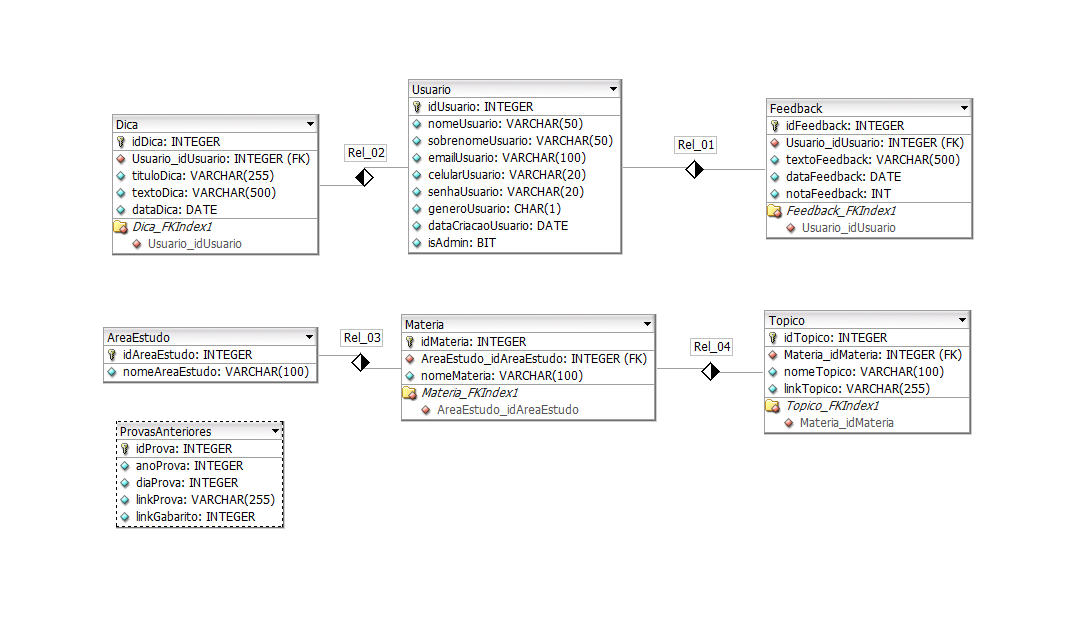 Dica
idDica: INTEGER
Usuario_idUsuario: INTEGER (FK)
tituloDica: VARCHAR(255)
textoDica: VARCHAR(500)
dataDica: DATE
Dica_FKIndex1
Usuario_idUsuario
Rel_02
Usuario
idUsuario: INTEGER
nomeUsuario: VARCHAR(50)
sobrenomeUsuario: VARCHAR(50)
emailUsuario: VARCHAR(100)
celularUsuario: VARCHAR(20)
senhaUsuario: VARCHAR(20)
generoUsuario: CHAR(1)
dataCriacaoUsuario: DATE
isAdmin: BIT
Rel_01
Feedback
idFeedback: INTEGER
Usuario_idUsuario: INTEGER (FK)
textoFeedback: VARCHAR(500)
dataFeedback: DATE
notaFeedback: INT
Feedback_FKIndex1
Usuario_idUsuario
AreaEstudo
idAreaEstudo: INTEGER
nomeAreaEstudo: VARCHAR(100)
Rel_03
Materia
idMateria: INTEGER
AreaEstudo_idAreaEstudo: INTEGER (FK)
nomeMateria: VARCHAR(100)
Materia_FKIndex1
AreaEstudo_idAreaEstudo
Rel_04
Topico
idTopico: INTEGER
Materia_idMateria: INTEGER (FK)
nomeTopico: VARCHAR(100)
linkTopico: VARCHAR(255)
Topico_FKIndex1
Materia_idMateria
ProvasAnteriores
idProva: INTEGER
anoProva: INTEGER
diaProva: INTEGER
linkProva: VARCHAR(255)
linkGabarito: INTEGER